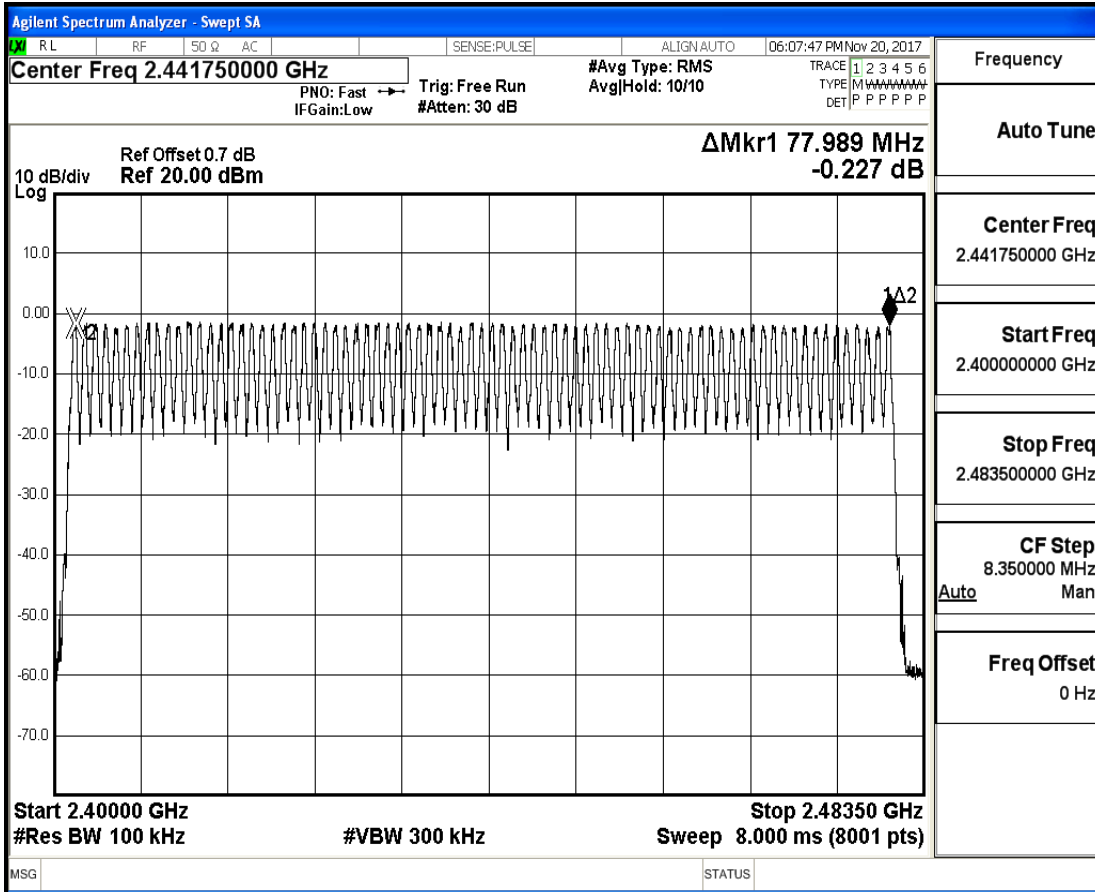 Agilent Spectrum Analyzer - Swept SA
LXI RL RF 50 Ω AC SENSE:PULSE ALIGN AUTO 06:07:47 PM Nov 20, 2017
Center Freq 2.441750000 GHz
PNO: Fast
IFGain:Low
Trig: Free Run
#Atten: 30 dB
#Avg Type: RMS
Avg|Hold: 10/10
TRACE 1 2 3 4 5 6
TYPE M WWWWW
DET P P P P P P
ΔMkr1 77.989 MHz
-0.227 dB
Ref Offset 0.7 dB
10 dB/div Ref 20.00 dBm
Log
10.0
0.00
-10.0
-20.0
-30.0
-40.0
-50.0
-60.0
-70.0
2
1Δ2
Start 2.40000 GHz Stop 2.48350 GHz
#Res BW 100 kHz #VBW 300 kHz Sweep 8.000 ms (8001 pts)
MSG STATUS
Frequency
Auto Tune
Center Freq
2.441750000 GHz
Start Freq
2.400000000 GHz
Stop Freq
2.483500000 GHz
CF Step
8.350000 MHz
Auto Man
Freq Offset
0 Hz